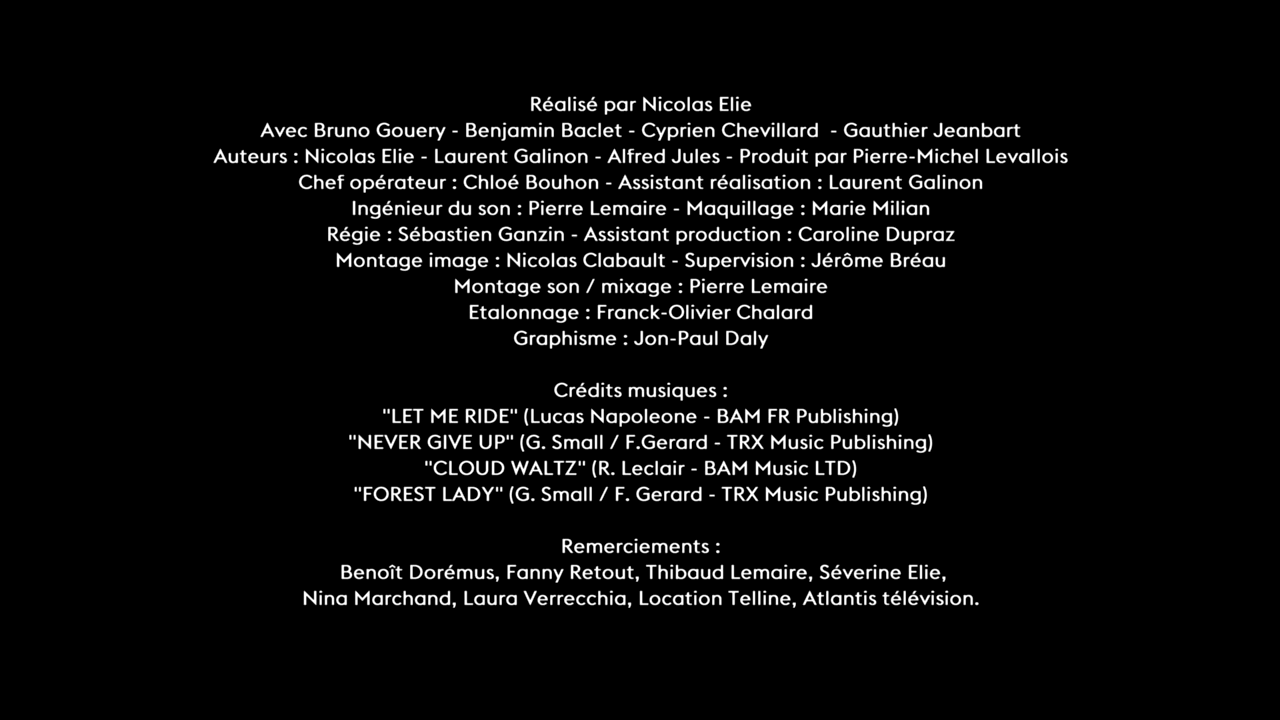 Réalisé par Nicolas Elie
Avec Bruno Gouery - Benjamin Baclet - Cyprien Chevillard  - Gauthier Jeanbart
Auteurs : Nicolas Elie - Laurent Galinon - Alfred Jules - Produit par Pierre-Michel Levallois
Chef opérateur : Chloé Bouhon - Assistant réalisation : Laurent Galinon
Ingénieur du son : Pierre Lemaire - Maquillage : Marie Milian
Régie : Sébastien Ganzin - Assistant production : Caroline Dupraz
Montage image : Nicolas Clabault - Supervision : Jérôme Bréau
Montage son / mixage : Pierre Lemaire
Etalonnage : Franck-Olivier Chalard
Graphisme : Jon-Paul Daly
Crédits musiques :
"LET ME RIDE" (Lucas Napoleone - BAM FR Publishing)
"NEVER GIVE UP" (G. Small / F.Gerard - TRX Music Publishing)
"CLOUD WALTZ" (R. Leclair - BAM Music LTD)
"FOREST LADY" (G. Small / F. Gerard - TRX Music Publishing)
Remerciements :
Benoît Dorémus, Fanny Retout, Thibaud Lemaire, Séverine Elie,
Nina Marchand, Laura Verrecchia, Location Telline, Atlantis télévision.